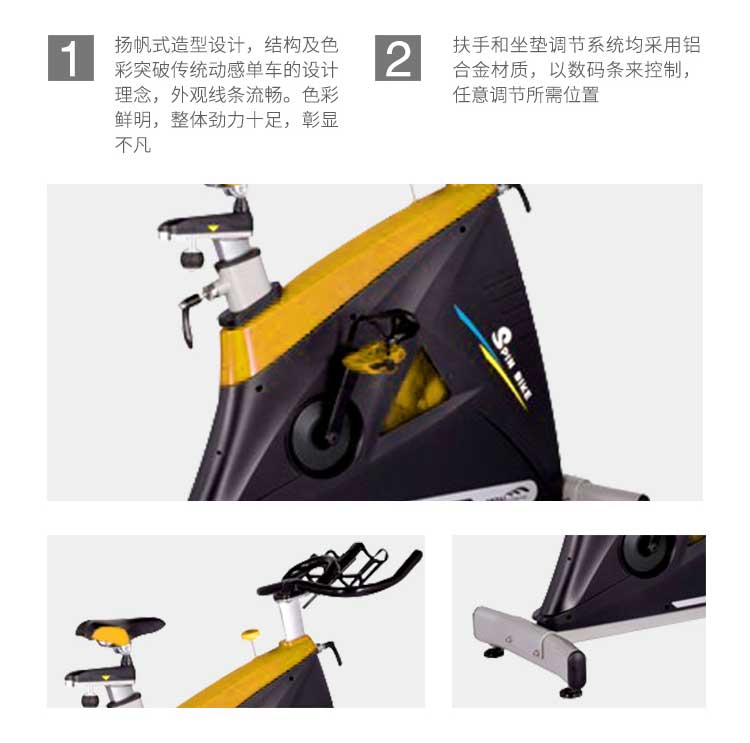 1
扬帆式造型设计，结构及色
彩突破传统动感单车的设计
理念，外观线条流畅。色彩
鲜明，整体劲力十足，彰显
不凡
2
扶手和坐垫调节系统均采用铝
合金材质，以数码条来控制，
任意调节所需位置
SPIN BIKE